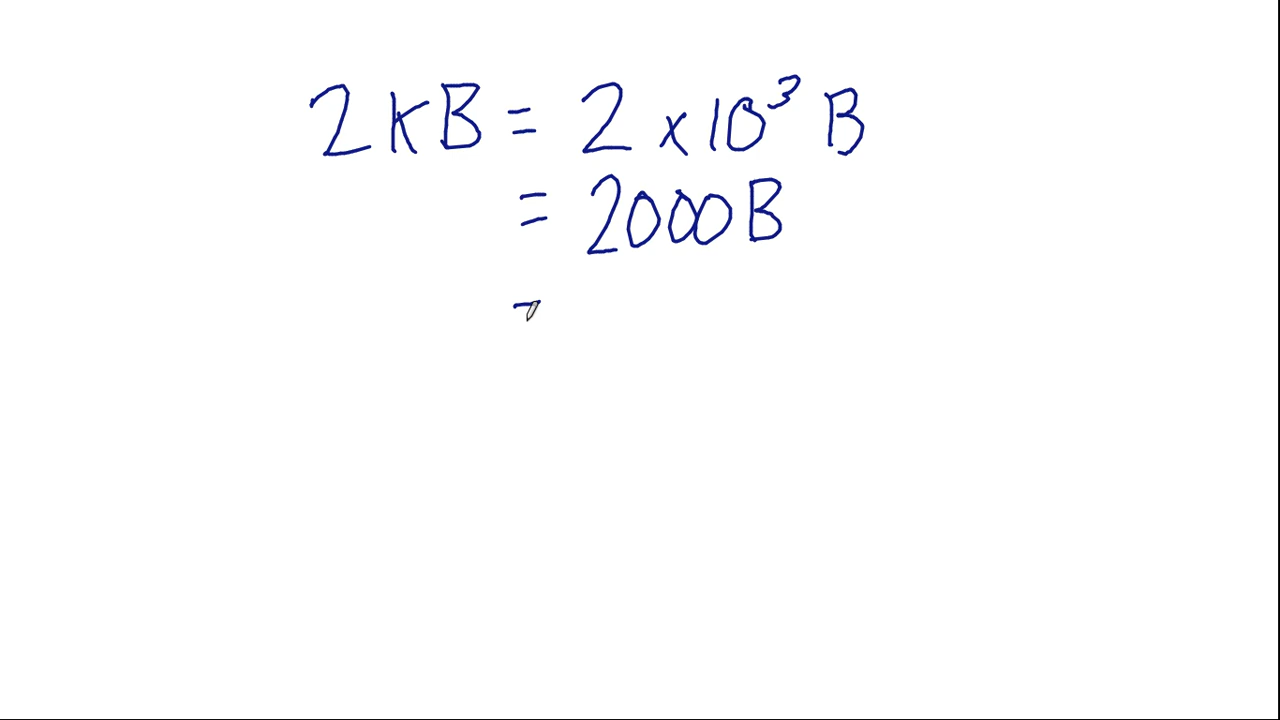 2 KB = 2 × 10³ B
= 2000 B